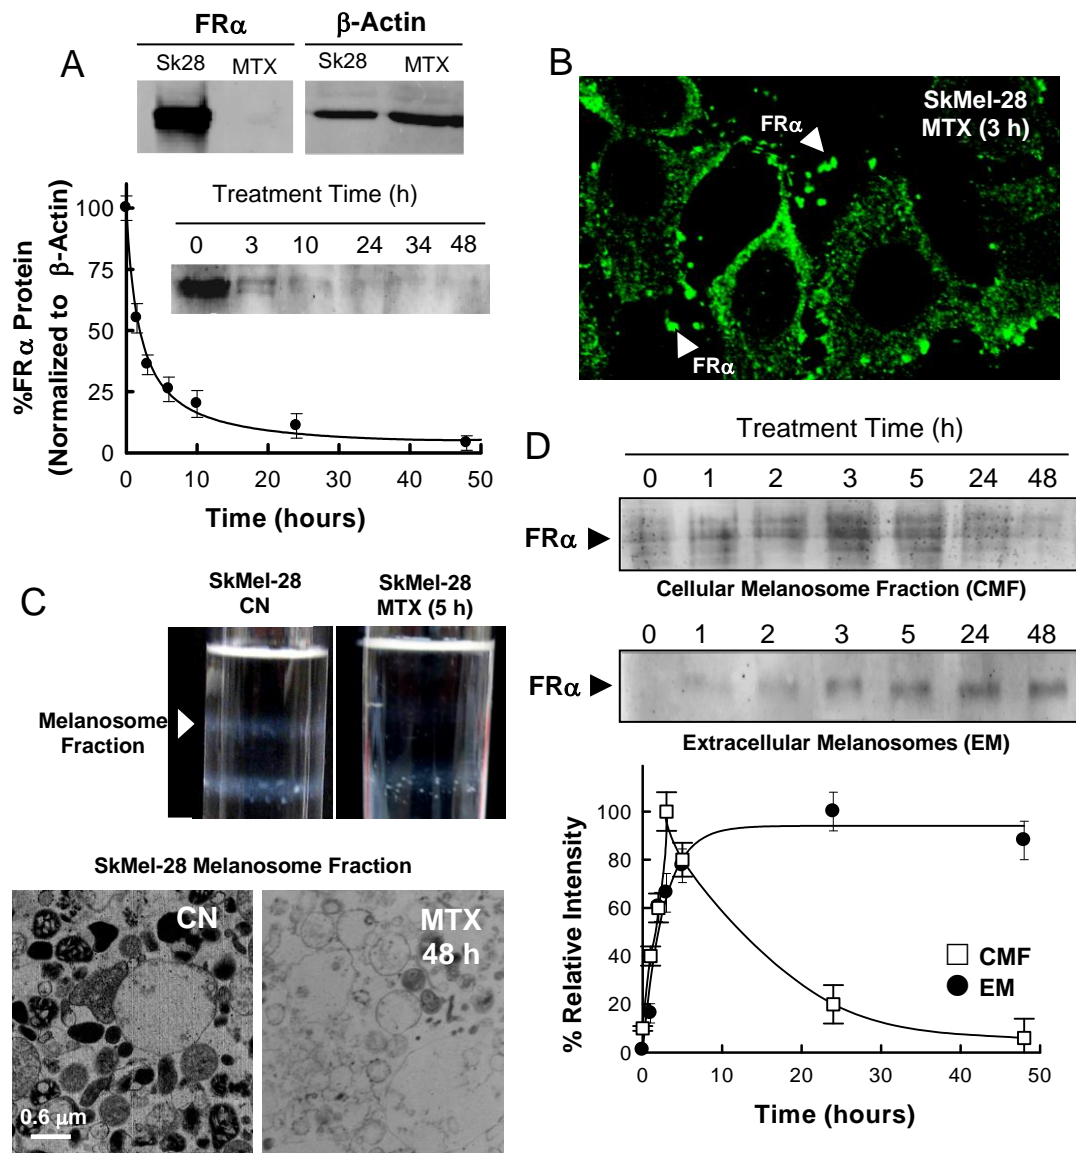 A
FRα β-Actin
Sk28 MTX Sk28 MTX
Treatment Time (h)
0 3 10 24 34 48
%FRα Protein
(Normalized to β-Actin)
100
75
50
25
0
0 10 20 30 40 50
Time (hours)
B
SkMel-28
MTX (3 h)
FRα
FRα
C
SkMel-28
CN
SkMel-28
MTX (5 h)
Melanosome
Fraction
SkMel-28 Melanosome Fraction
CN
MTX
48 h
0.6 μm
D
Treatment Time (h)
0 1 2 3 5 24 48
FRα
Cellular Melanosome Fraction (CMF)
0 1 2 3 5 24 48
FRα
Extracellular Melanosomes (EM)
% Relative Intensity
100
80
60
40
20
0
CMF
EM
0 10 20 30 40 50
Time (hours)